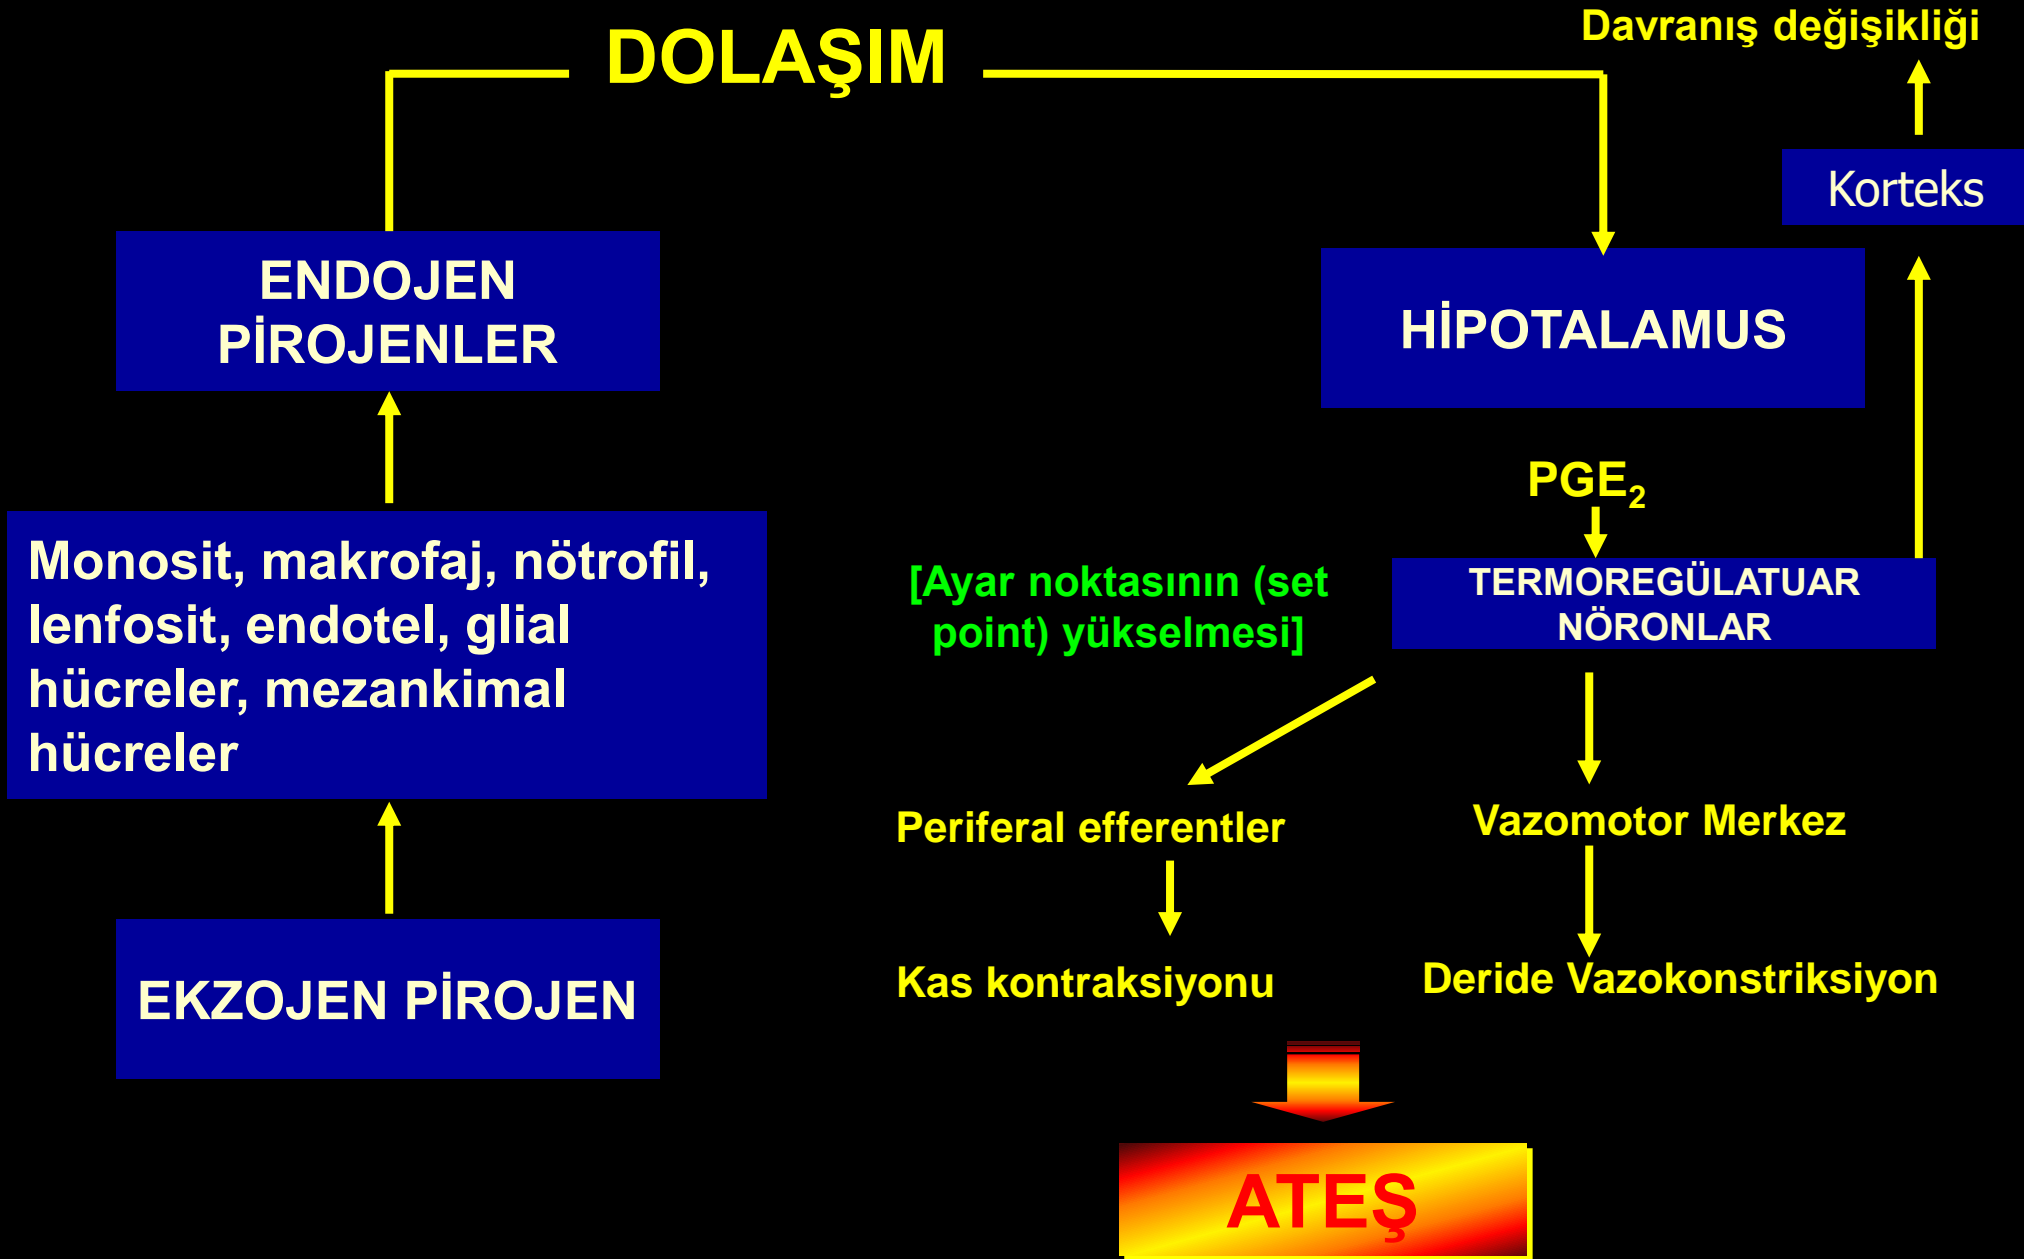 DOLAŞIM
Davranış değişikliği
Korteks
ENDOJEN
PİROJENLER
HİPOTALAMUS
PGE₂
Monosit, makrofaj, nötrofil,
lenfosit, endotel, glial
hücreler, mezankimal
hücreler
[Ayar noktasının (set
point) yükselmesi]
TERMOREGÜLATUAR
NÖRONLAR
Periferal efferentler
Vazomotor Merkez
EKZOJEN PİROJEN
Kas kontraksiyonu
Deride Vazokonstriksiyon
ATEŞ